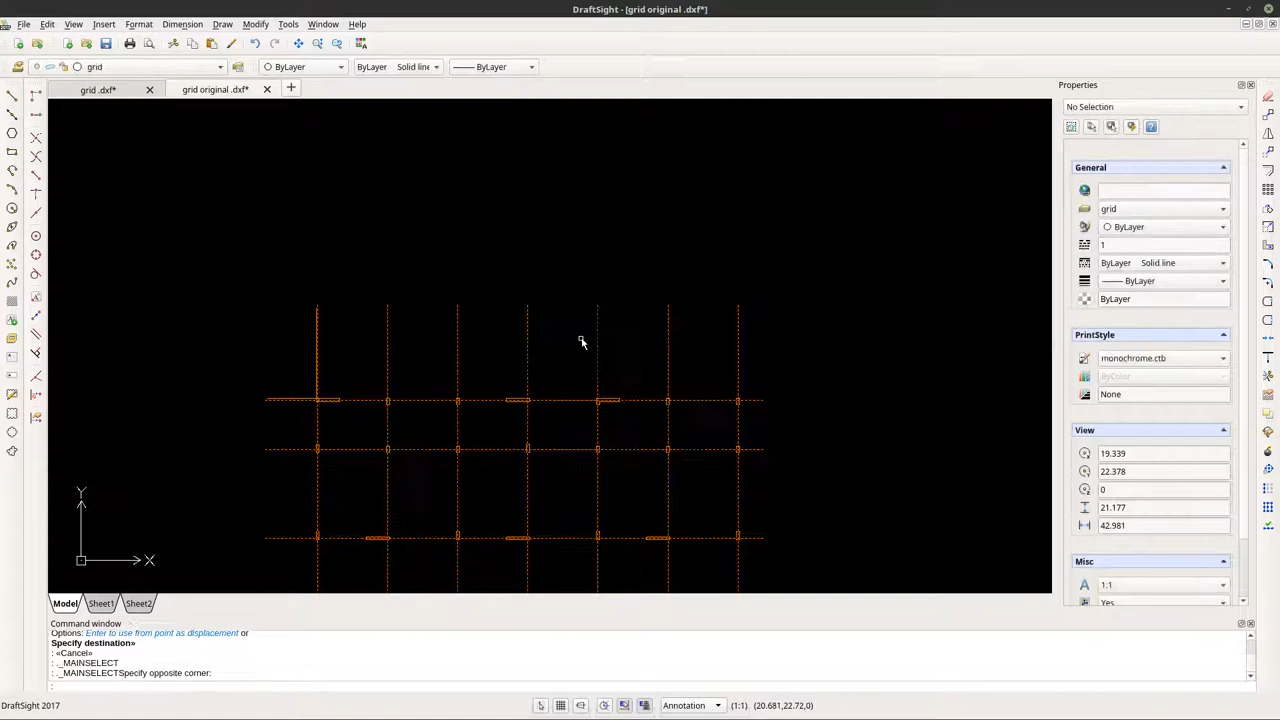 DraftSight - [grid original .dxf*]
File Edit View Insert Format Dimension Draw Modify Tools Window Help
grid ByLayer ByLayer Solid line ByLayer
grid .dxf* grid original .dxf*
Properties
No Selection
General
grid
ByLayer
1
ByLayer Solid line
ByLayer
ByLayer
PrintStyle
monochrome.ctb
ByColor
None
View
19.339
22.378
0
21.177
42.981
Misc
1:1
Yes
Y
X
Model Sheet1 Sheet2
Command window
Options: Enter to use from point as displacement or
Specify destination»
: «Cancel»
: ._MAINSELECT
: ._MAINSELECTSpecify opposite corner:
:
DraftSight 2017 Annotation (1:1) (20.681,22.72,0)